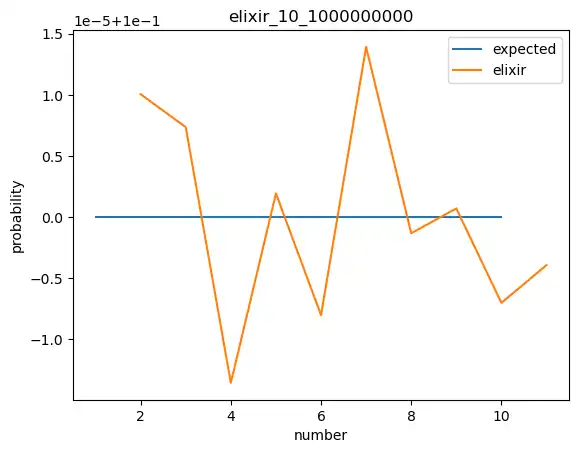 elixir_10_1000000000
1e-5+1e-1
1.5
1.0
0.5
0.0
−0.5
−1.0
probability
expected
elixir
2
4
6
8
10
number